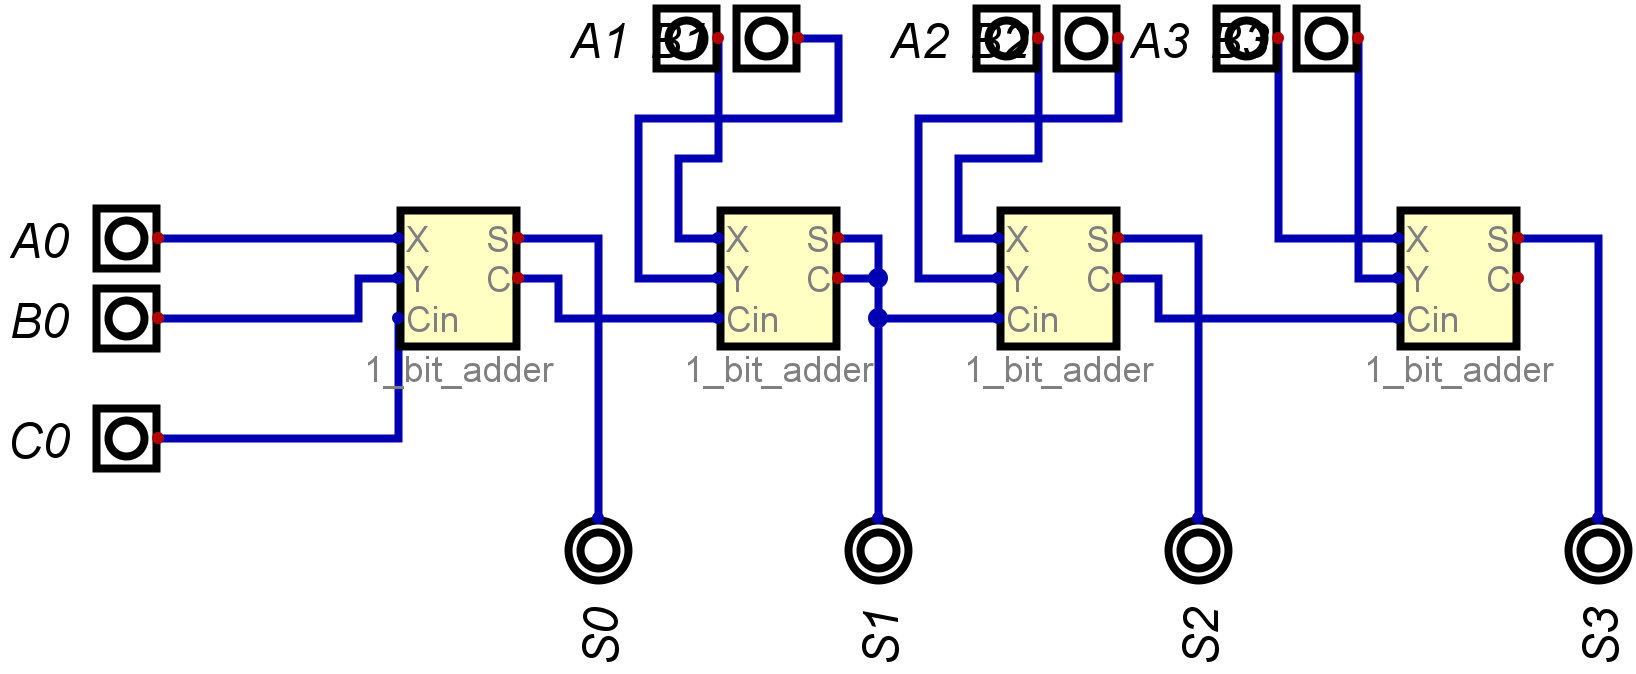 A1 B1 A2 B2 A3 B3
A0 X S X S X S X S
Y C Y C Y C Y C
B0 Cin Cin Cin Cin
1_bit_adder 1_bit_adder 1_bit_adder 1_bit_adder
C0
S0 S1 S2 S3